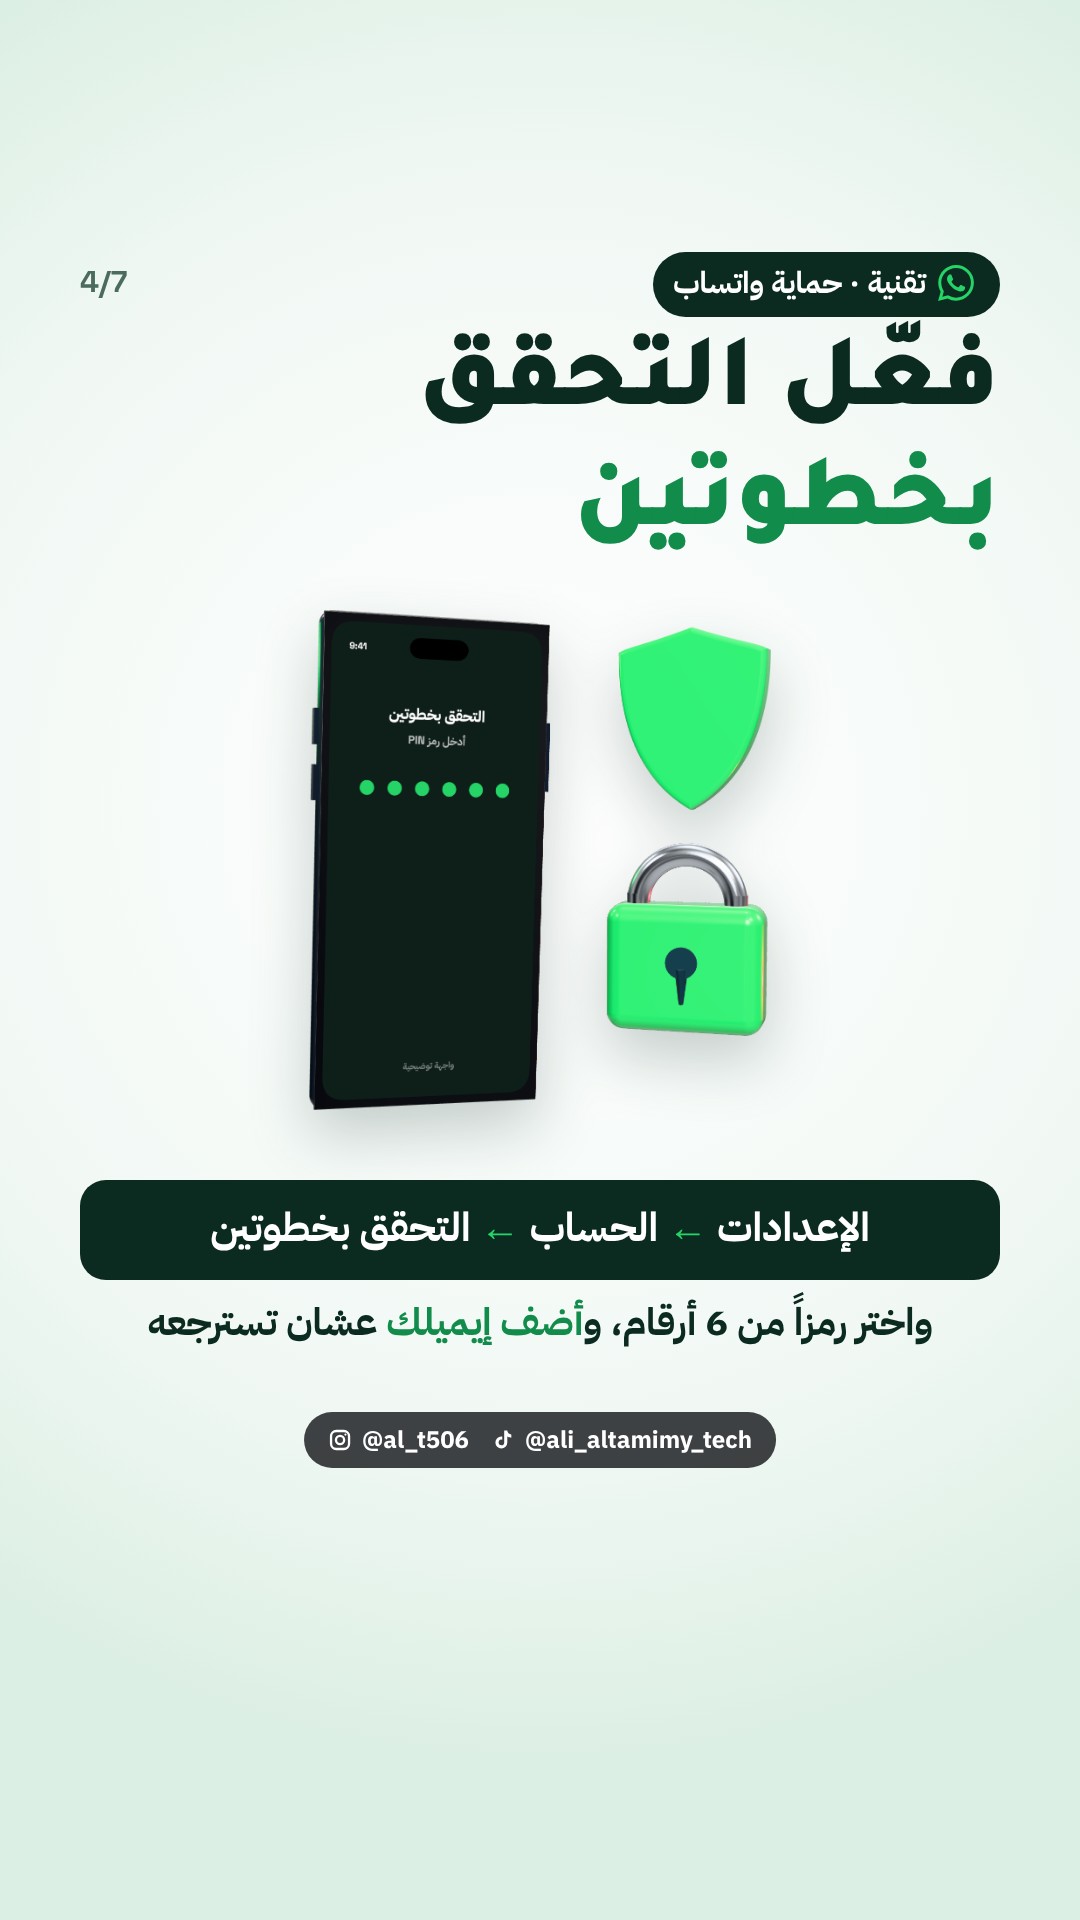 تقنية · حماية واتساب
4/7
فعّل التحقق
بخطوتين
9:41
التحقق بخطوتين
أدخل رمز PIN
واجهة توضيحية
الإعدادات ← الحساب ← التحقق بخطوتين
واختر رمزاً من 6 أرقام، وأضف إيميلك عشان تسترجعه
@al_t506 @ali_altamimy_tech